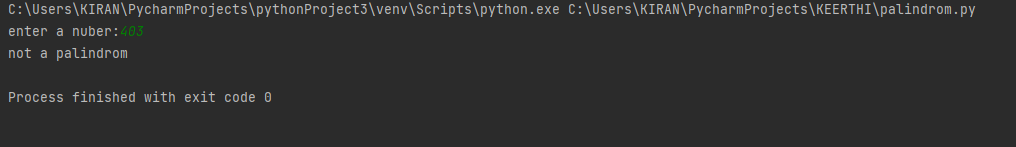 C:\Users\KIRAN\PycharmProjects\pythonProject3\venv\Scripts\python.exe C:\Users\KIRAN\PycharmProjects\KEERTHI\palindrom.py
enter a nuber:403
not a palindrom
Process finished with exit code 0